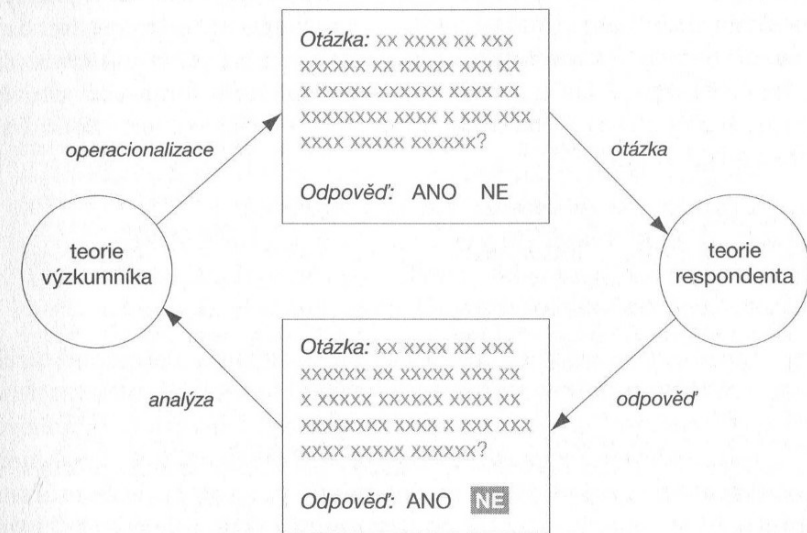 Otázka: xx xxxx xx xxx
xxxxxx xx xxxxx xxx xx
x xxxxx xxxxxx xxxx xx
xxxxxxxx xxxx x xxx xxx
xxxx xxxxx xxxxxx?
Odpověď: ANO NE
operacionalizace
otázka
teorie
výzkumníka
teorie
respondenta
analýza
odpověď
Otázka: xx xxxx xx xxx
xxxxxx xx xxxxx xxx xx
x xxxxx xxxxxx xxxx xx
xxxxxxxx xxxx x xxx xxx
xxxx xxxxx xxxxxx?
Odpověď: ANO NE